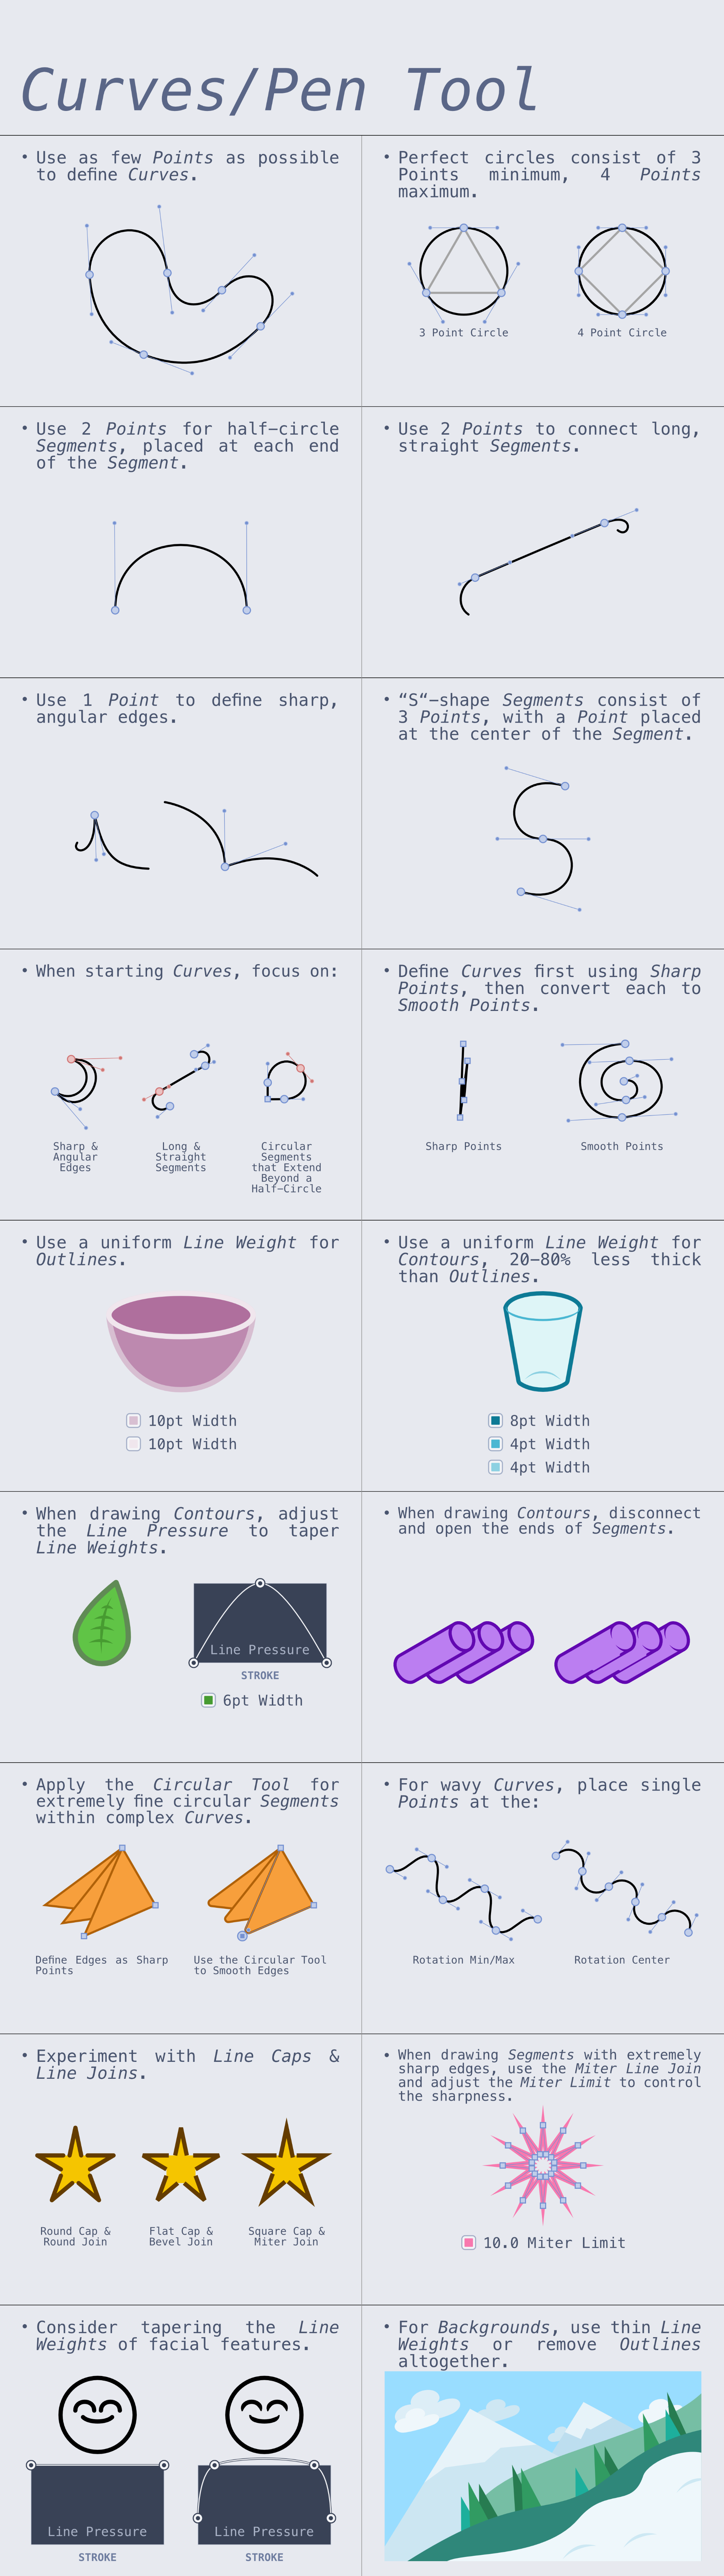 Curves/Pen Tool
• Use as few Points as possible
to define Curves.
• Perfect circles consist of 3
Points minimum, 4 Points
maximum.
3 Point Circle
4 Point Circle
• Use 2 Points for half-circle
Segments, placed at each end
of the Segment.
• Use 2 Points to connect long,
straight Segments.
• Use 1 Point to define sharp,
angular edges.
• “S“-shape Segments consist of
3 Points, with a Point placed
at the center of the Segment.
• When starting Curves, focus on:
Sharp &
Angular
Edges
Long &
Straight
Segments
Circular
Segments
that Extend
Beyond a
Half-Circle
• Define Curves first using Sharp
Points, then convert each to
Smooth Points.
Sharp Points
Smooth Points
• Use a uniform Line Weight for
Outlines.
10pt Width
10pt Width
• Use a uniform Line Weight for
Contours, 20-80% less thick
than Outlines.
8pt Width
4pt Width
4pt Width
• When drawing Contours, adjust
the Line Pressure to taper
Line Weights.
Line Pressure
STROKE
6pt Width
• When drawing Contours, disconnect
and open the ends of Segments.
• Apply the Circular Tool for
extremely fine circular Segments
within complex Curves.
Define Edges as Sharp
Points
Use the Circular Tool
to Smooth Edges
• For wavy Curves, place single
Points at the:
Rotation Min/Max
Rotation Center
• Experiment with Line Caps &
Line Joins.
Round Cap &
Round Join
Flat Cap &
Bevel Join
Square Cap &
Miter Join
• When drawing Segments with extremely
sharp edges, use the Miter Line Join
and adjust the Miter Limit to control
the sharpness.
10.0 Miter Limit
• Consider tapering the Line
Weights of facial features.
Line Pressure
STROKE
Line Pressure
STROKE
• For Backgrounds, use thin Line
Weights or remove Outlines
altogether.